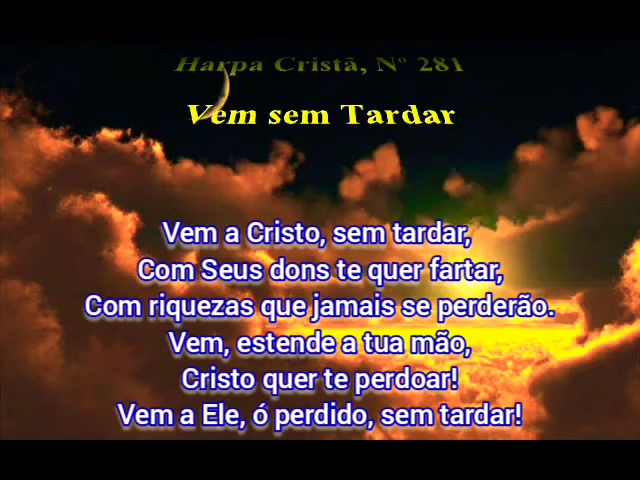 Harpa Cristã, Nº 281
Vem sem Tardar
Vem a Cristo, sem tardar,
Com Seus dons te quer fartar,
Com riquezas que jamais se perderão.
Vem, estende a tua mão,
Cristo quer te perdoar!
Vem a Ele, ó perdido, sem tardar!